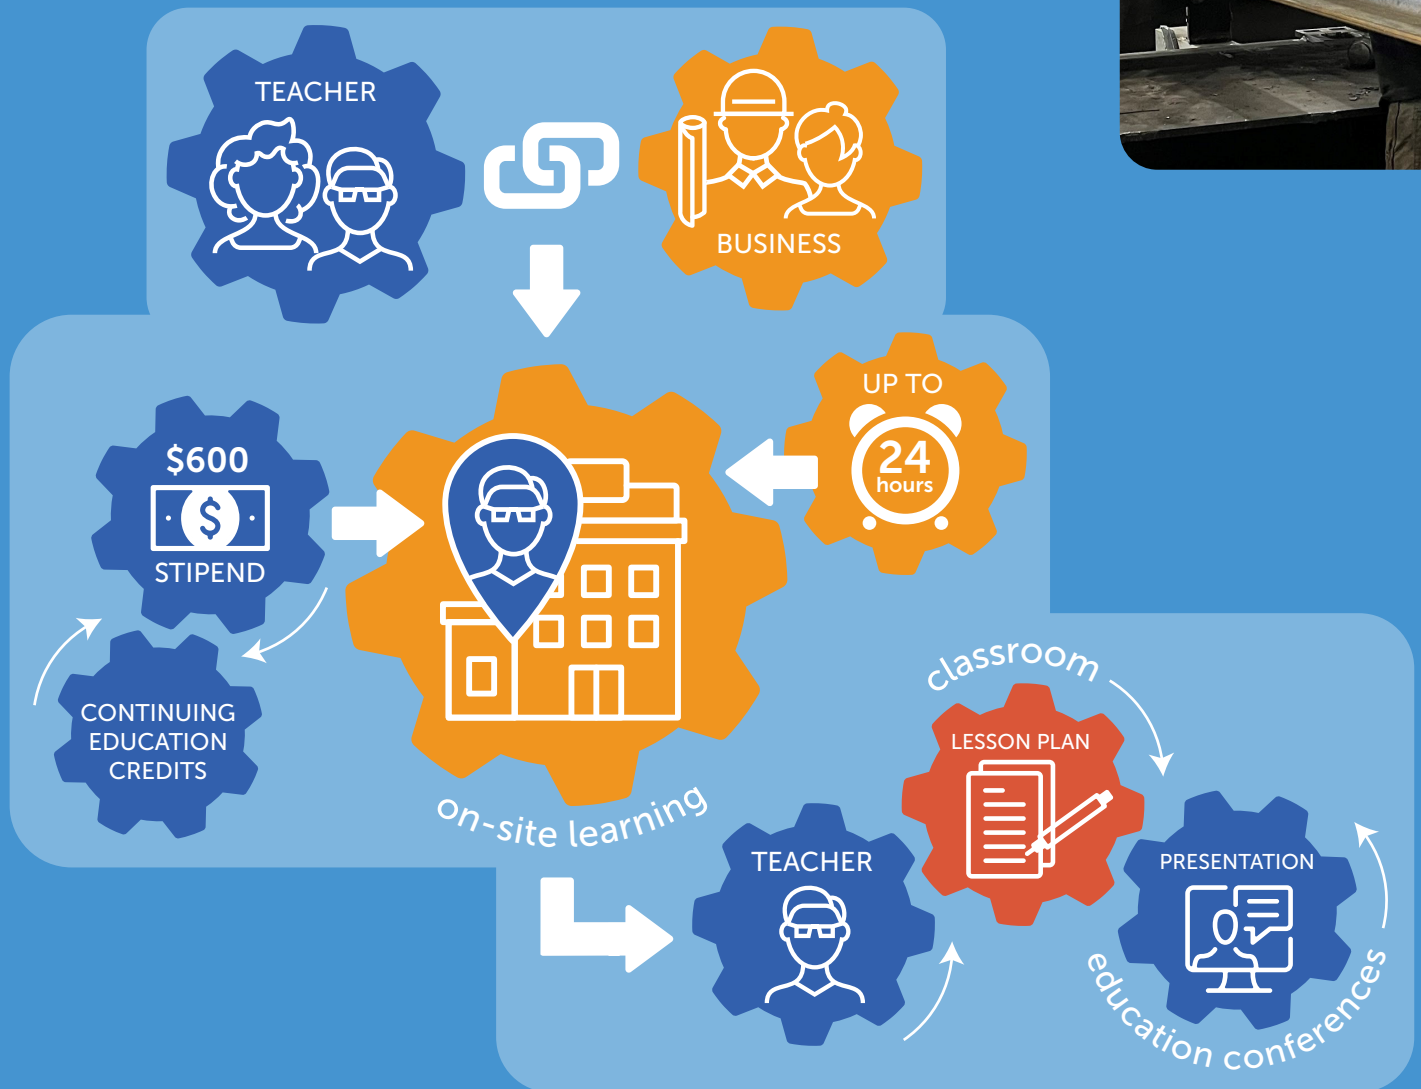 TEACHER
BUSINESS
UP TO
24
hours
$600
$
STIPEND
CONTINUING
EDUCATION
CREDITS
on-site learning
classroom
LESSON PLAN
TEACHER
PRESENTATION
education conferences